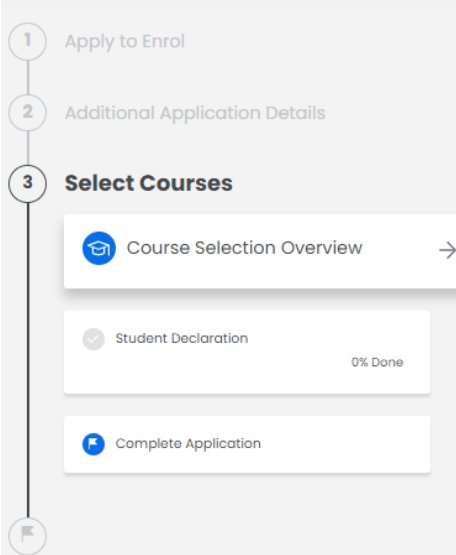 1
Apply to Enrol
2
Additional Application Details
3
Select Courses
Course Selection Overview
Student Declaration
0% Done
Complete Application